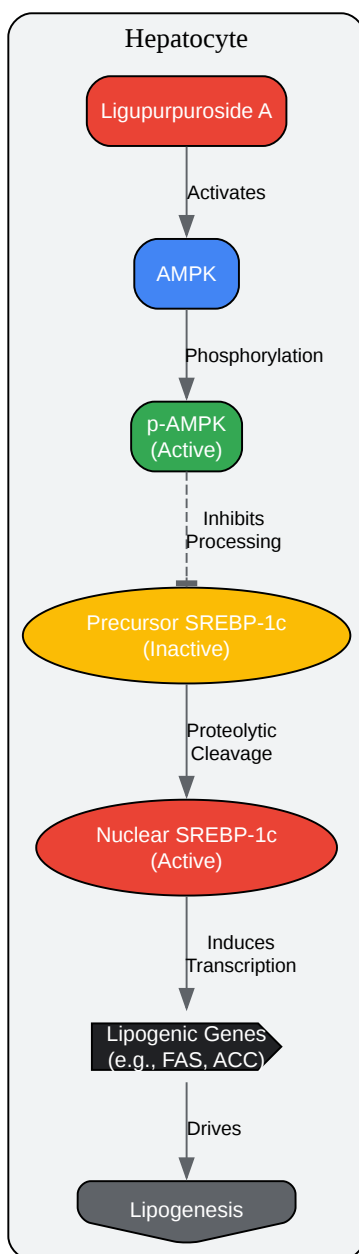 Hepatocyte
Ligupurpuroside A
Activates
AMPK
Phosphorylation
p-AMPK
(Active)
Inhibits
Processing
Precursor SREBP-1c
(Inactive)
Proteolytic
Cleavage
Nuclear SREBP-1c
(Active)
Induces
Transcription
Lipogenic Genes
(e.g., FAS, ACC)
Drives
Lipogenesis